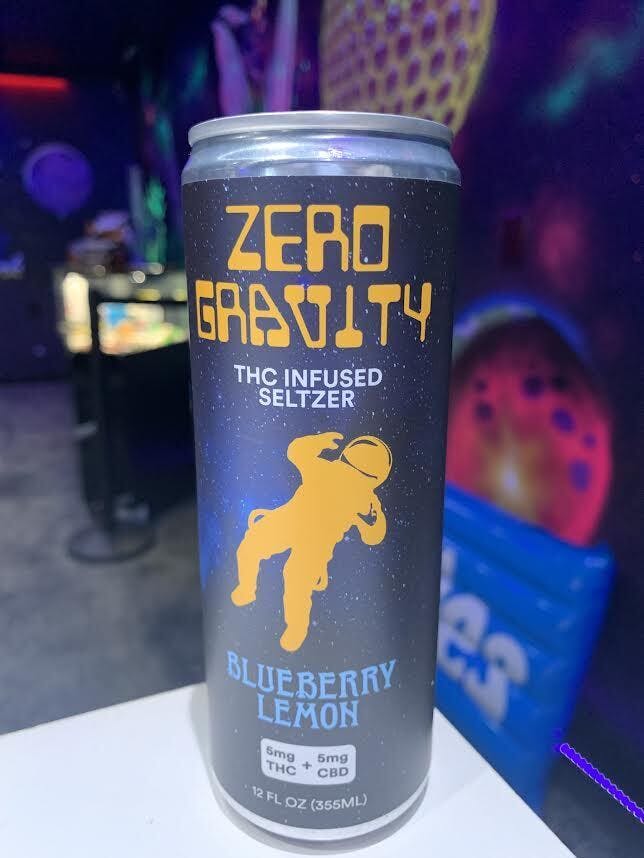 ZERO
GRAVITY
THC INFUSED
SELTZER
BLUEBERRY
LEMON
5mg + 5mg
THC CBD
12 FL OZ (355ML)